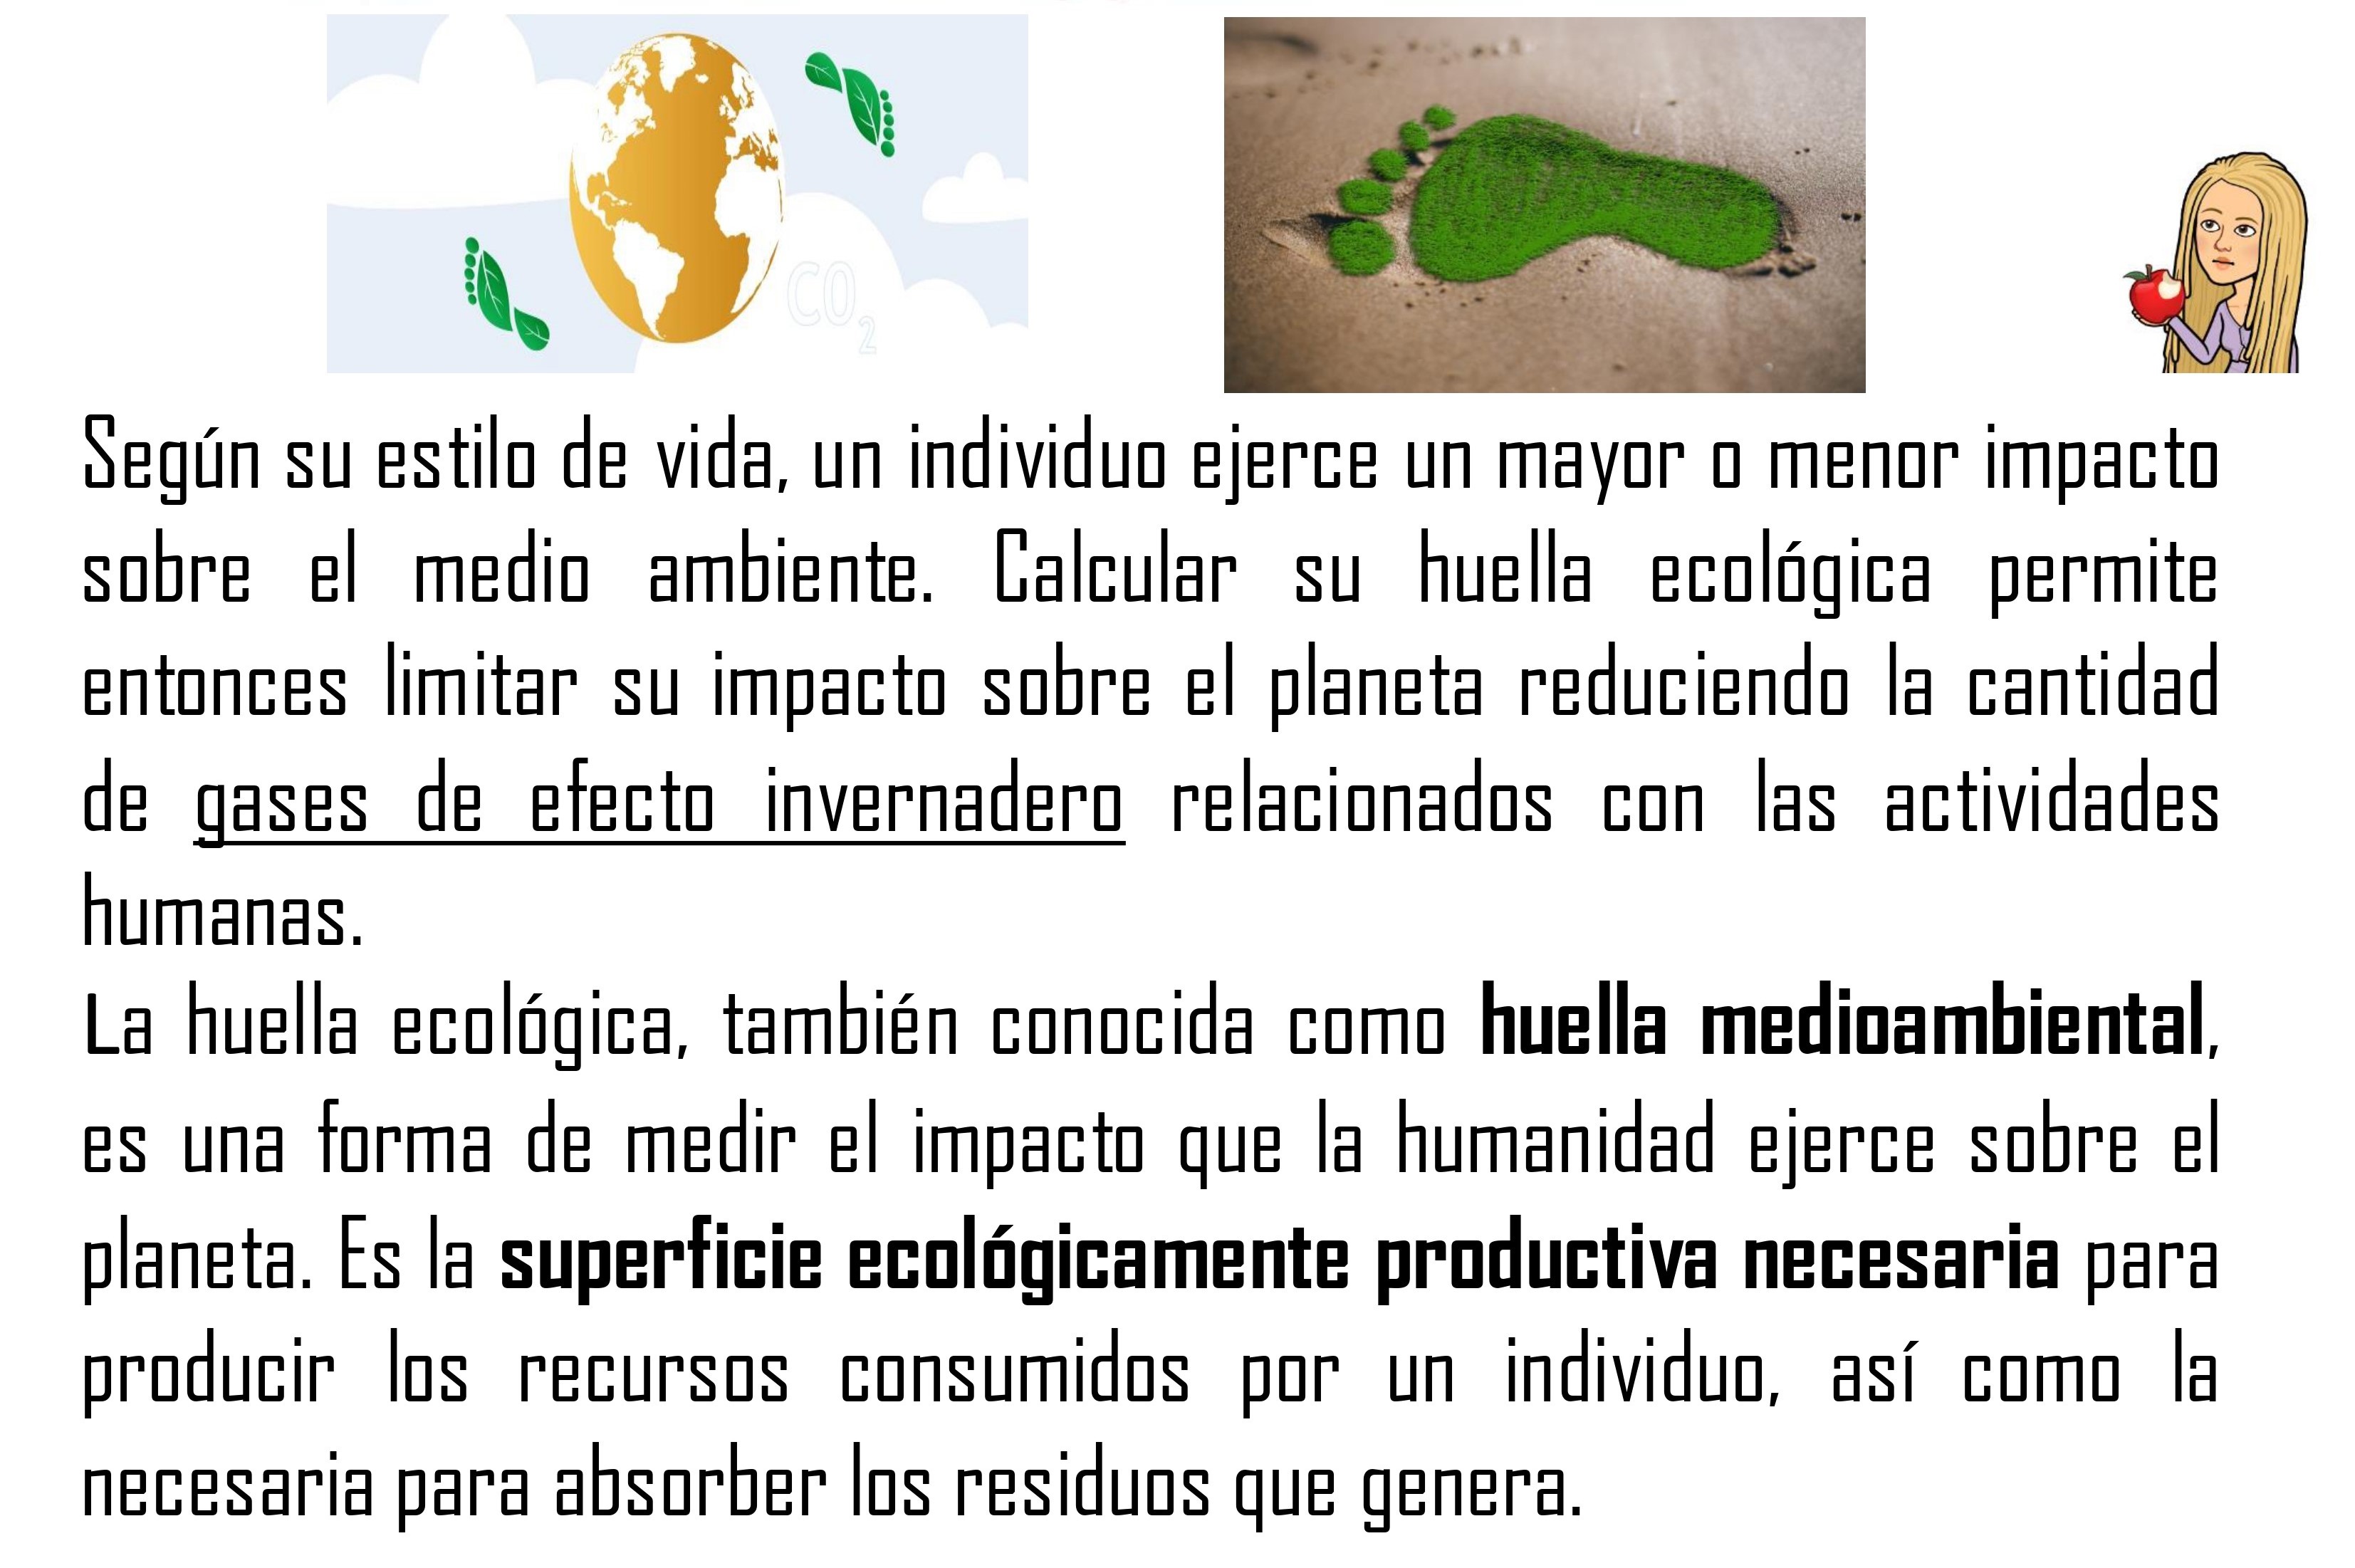 CO2
Según su estilo de vida, un individuo ejerce un mayor o menor impacto
sobre el medio ambiente. Calcular su huella ecológica permite
entonces limitar su impacto sobre el planeta reduciendo la cantidad
de gases de efecto invernadero relacionados con las actividades
humanas.
La huella ecológica, también conocida como huella medioambiental,
es una forma de medir el impacto que la humanidad ejerce sobre el
planeta. Es la superficie ecológicamente productiva necesaria para
producir los recursos consumidos por un individuo, así como la
necesaria para absorber los residuos que genera.